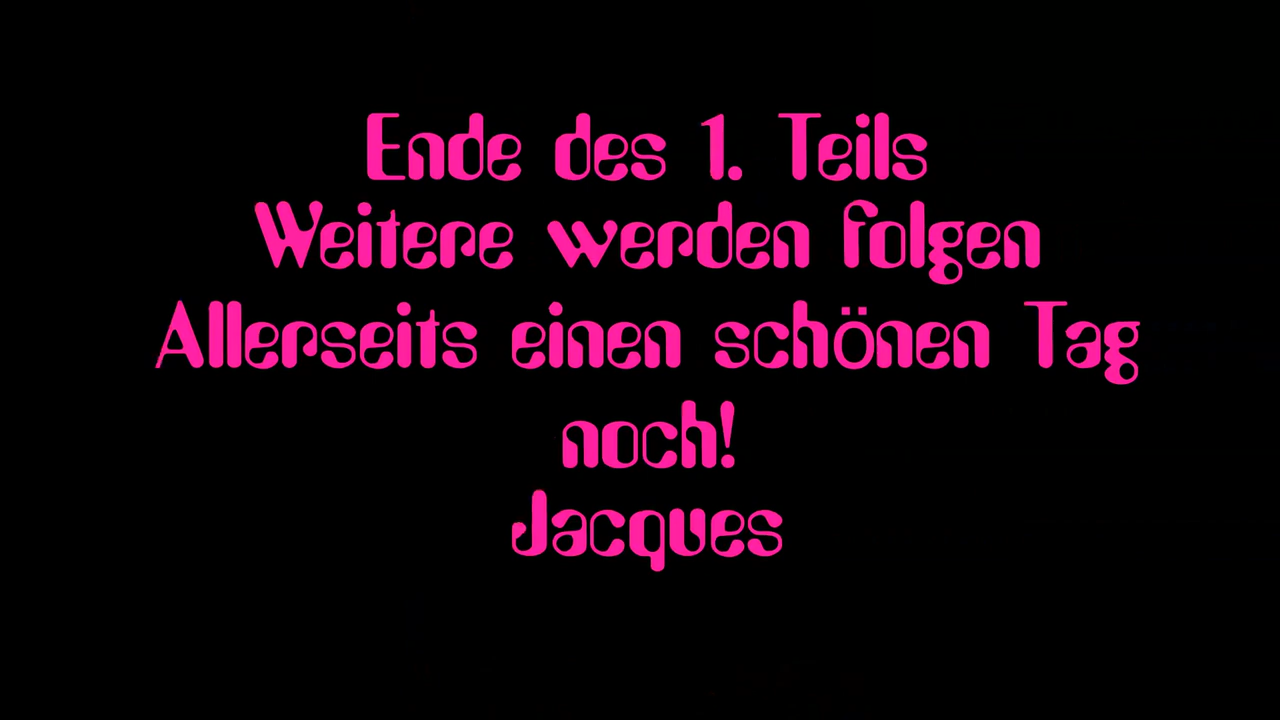 Ende des 1. Teils
Weitere werden folgen
Allerseits einen schönen Tag
noch!
Jacques